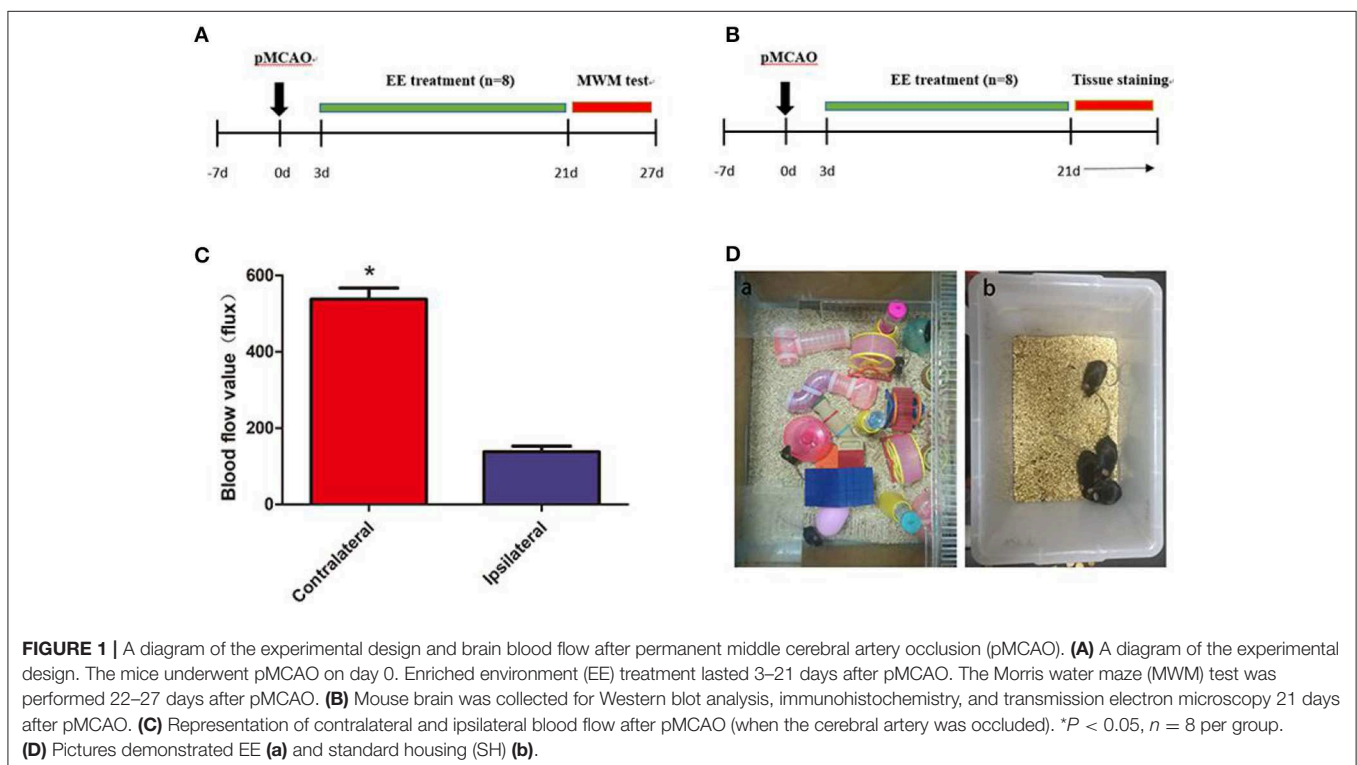 A
pMCAO
EE treatment (n=8)
MWM test
-7d
0d
3d
21d
27d
B
pMCAO
EE treatment (n=8)
Tissue staining
-7d
0d
3d
21d
C
Blood flow value (flux)
600
400
200
0
*
Contralateral
Ipsilateral
D
a
b
FIGURE 1 | A diagram of the experimental design and brain blood flow after permanent middle cerebral artery occlusion (pMCAO). (A) A diagram of the experimental
design. The mice underwent pMCAO on day 0. Enriched environment (EE) treatment lasted 3–21 days after pMCAO. The Morris water maze (MWM) test was
performed 22–27 days after pMCAO. (B) Mouse brain was collected for Western blot analysis, immunohistochemistry, and transmission electron microscopy 21 days
after pMCAO. (C) Representation of contralateral and ipsilateral blood flow after pMCAO (when the cerebral artery was occluded). *P < 0.05, n = 8 per group.
(D) Pictures demonstrated EE (a) and standard housing (SH) (b).